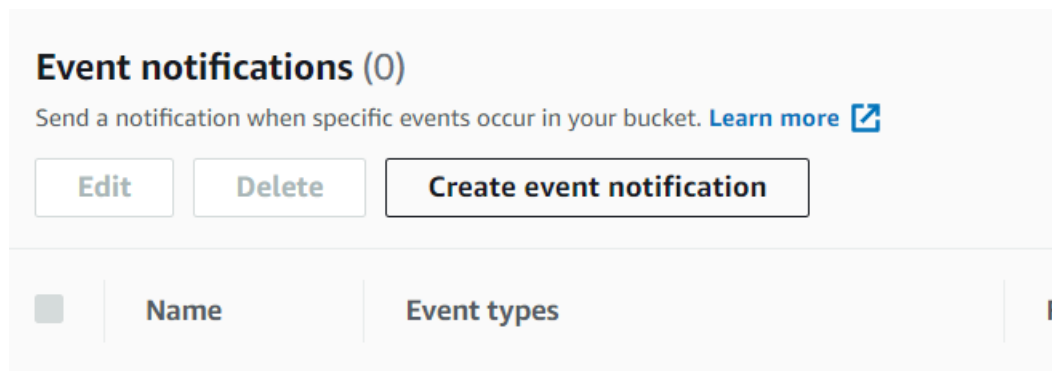 Event notifications (0)
Send a notification when specific events occur in your bucket. Learn more
Edit Delete Create event notification
Name Event types